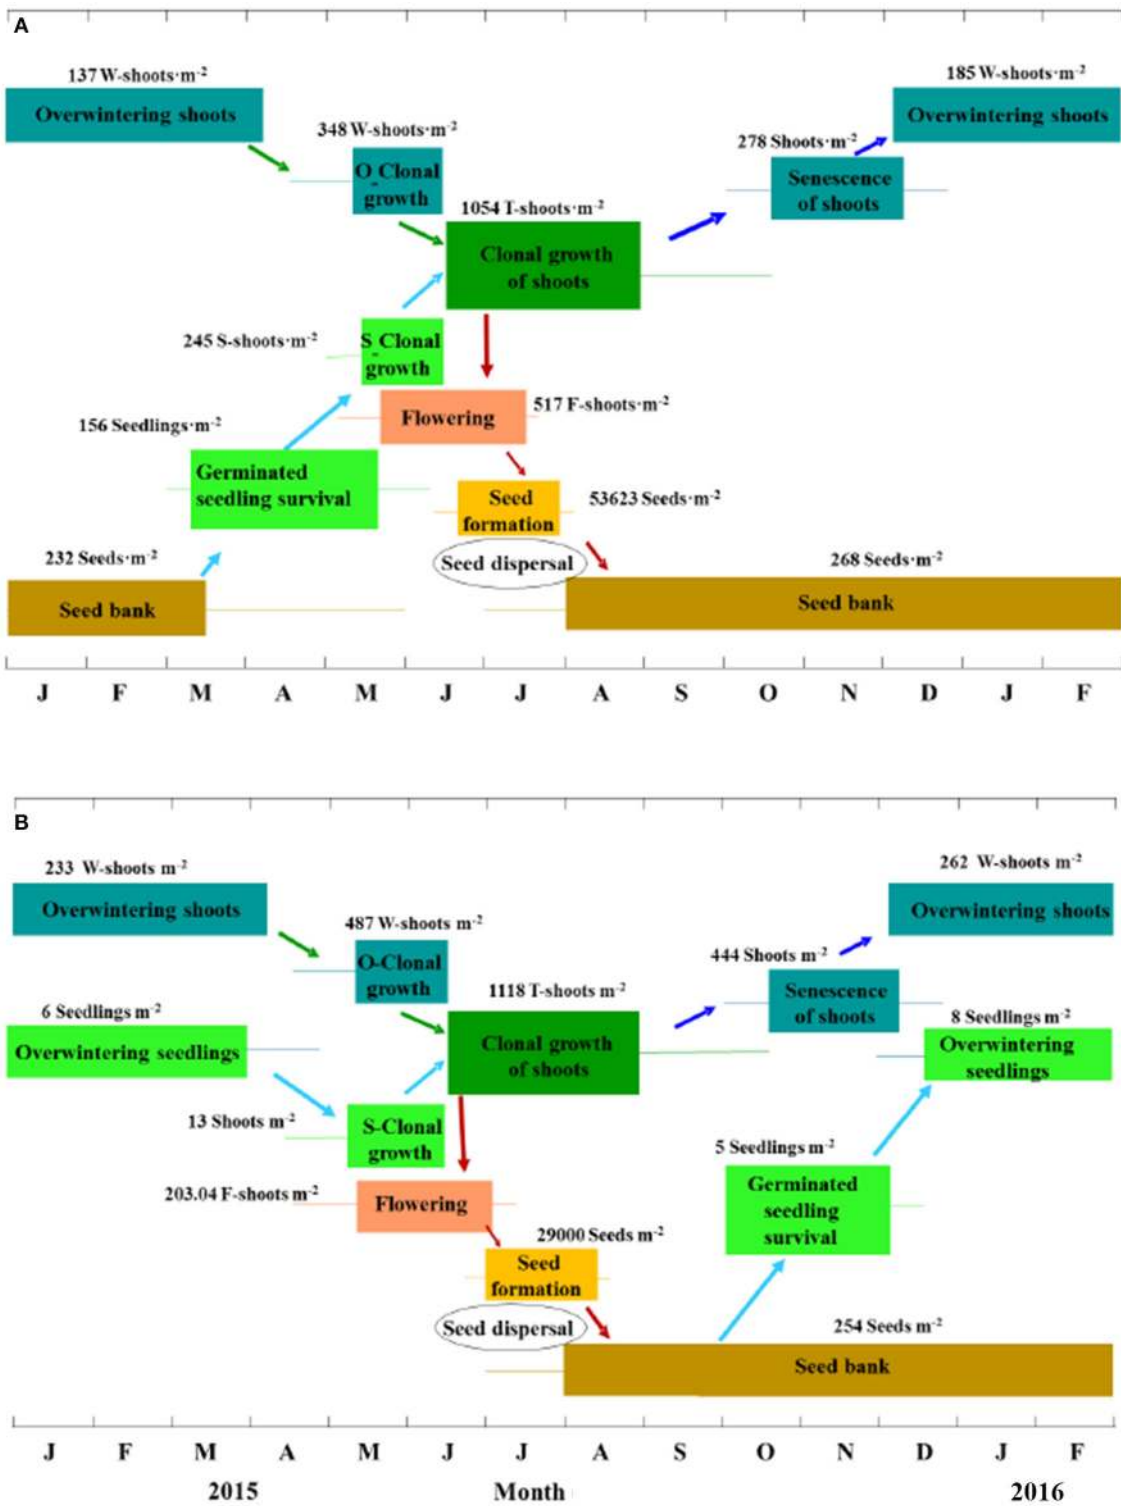 A
137 W-shoots·m-2
185 W-shoots·m-2
Overwintering shoots
Overwintering shoots
348 W-shoots·m-2
278 Shoots·m-2
O_Clonal
growth
Senescence
of shoots
1054 T-shoots·m-2
Clonal growth
of shoots
245 S-shoots·m-2
S_Clonal
growth
517 F-shoots·m-2
Flowering
156 Seedlings·m-2
Germinated
seedling survival
Seed
formation
53623 Seeds·m-2
232 Seeds·m-2
Seed dispersal
268 Seeds·m-2
Seed bank
Seed bank
J F M A M J J A S O N D J F
B
233 W-shoots m-2
262 W-shoots m-2
Overwintering shoots
Overwintering shoots
487 W-shoots m-2
444 Shoots m-2
O-Clonal
growth
Senescence
of shoots
1118 T-shoots m-2
6 Seedlings m-2
8 Seedlings m-2
Overwintering seedlings
Clonal growth
of shoots
Overwintering
seedlings
13 Shoots m-2
S-Clonal
growth
5 Seedlings m-2
203.04 F-shoots m-2
Flowering
Germinated
seedling
survival
29000 Seeds m-2
Seed
formation
Seed dispersal
254 Seeds m-2
Seed bank
J F M A M J J A S O N D J F
2015 Month 2016